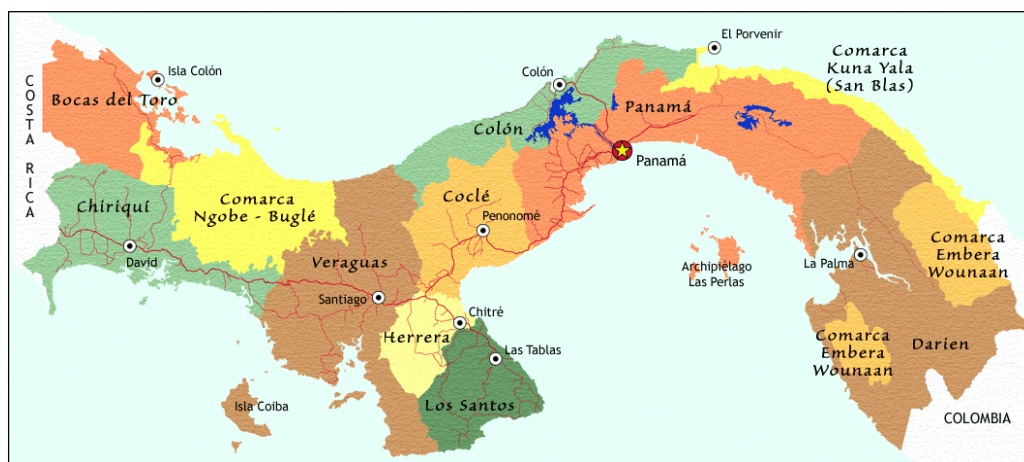 El Porvenir
Comarca
Kuna Yala
(San Blas)
COSTA RICA
Isla Colón
Bocas del Toro
Colón
Panamá
Colón
Panamá
Chiriquí
Comarca
Ngobe - Buglé
Coclé
Penonomé
David
Veraguas
Santiago
Archipiélago
Las Perlas
La Palma
Comarca
Embera
Wounaan
Chitré
Herrera
Las Tablas
Comarca
Embera
Wounaan
Darien
Isla Coiba
Los Santos
COLOMBIA